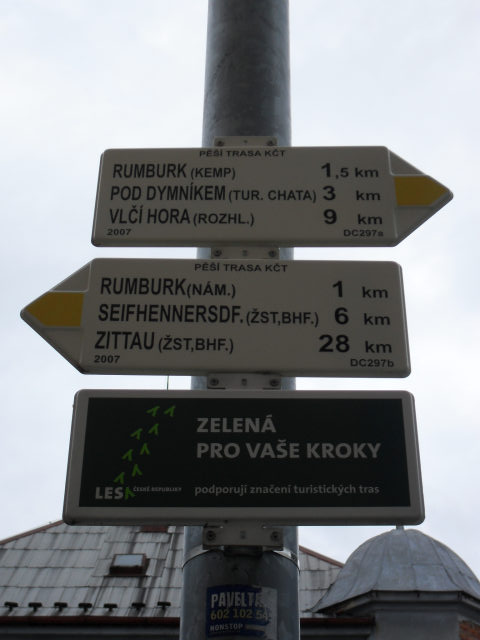 PĚŠÍ TRASA KČT
RUMBURK (KEMP) 1,5 KM
POD DYMNÍKEM (TUR. CHATA) 3 KM
VLČÍ HORA (ROZHL.) 9 KM
2007 DC297a
PĚŠÍ TRASA KČT
RUMBURK (NÁM.) 1 KM
SEIFHENNERSDF. (ŽST,BHF.) 6 KM
ZITTAU (ŽST,BHF.) 28 KM
2007 DC297b
ZELENÁ
PRO VAŠE KROKY
LESY ČESKÉ REPUBLIKY podporují značení turistických tras
602 102
NONSTOP